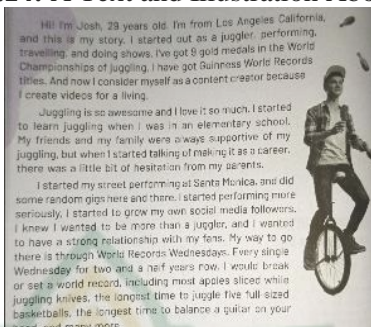 Hi! I'm Josh, 29 years old. I'm from Los Angeles California,
and this is my story. I started out as a juggler, performing,
travelling, and doing shows. I've got 9 gold medals in the World
Championships of juggling, I have got Guinness World Records
titles. And now I consider myself as a content creator because
I create videos for a living.
Juggling is so awesome and I love it so much. I started
to learn juggling when I was in an elementary school.
My friends and my family were always supportive of my
juggling, but when I started talking of making it as a career,
there was a little bit of hesitation from my parents.
I started my street performing at Santa Monica, and did
some random gigs here and there. I started performing more
seriously, I started to grow my own social media followers.
I knew I wanted to be more than a juggler, and I wanted
to have a strong relationship with my fans. My way to go
there is through World Records Wednesdays. Every single
Wednesday for two and a half years now, I would break
or set a world record, including most apples sliced while
juggling knives, the longest time to juggle five full-sized
basketballs, the longest time to balance a guitar on your
and many more